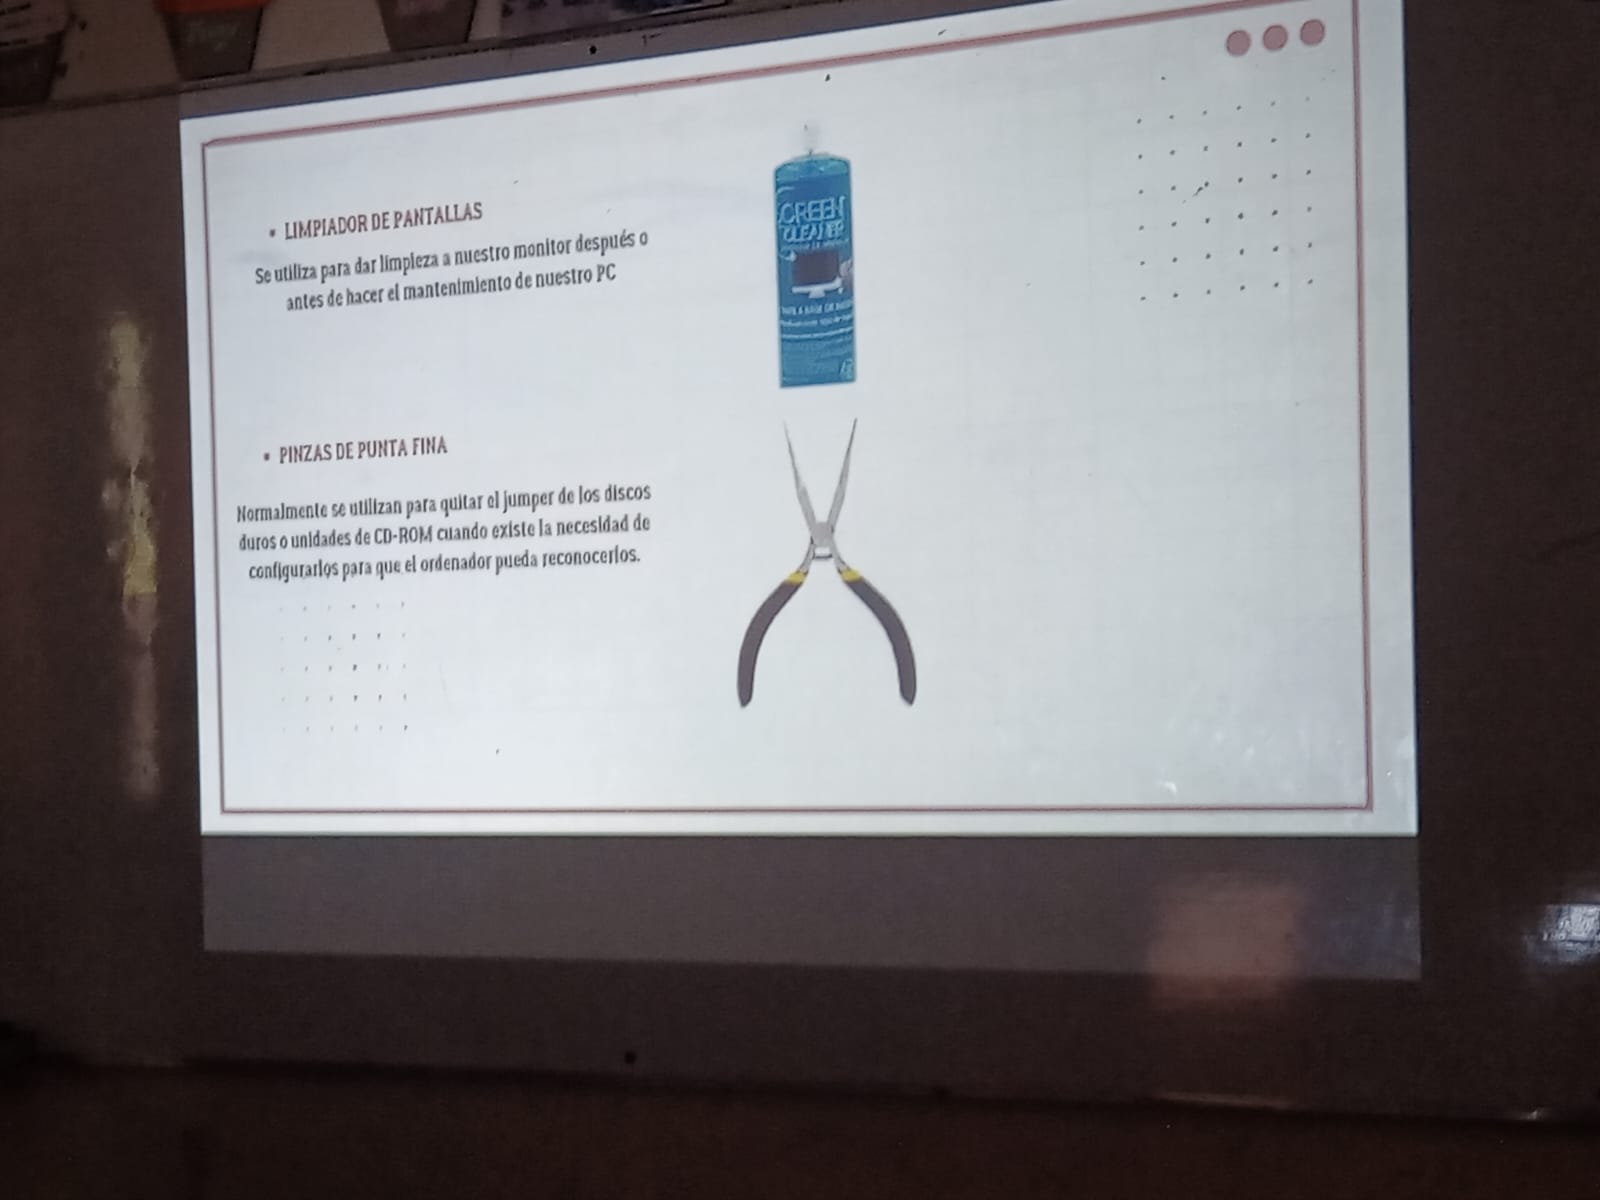 • LIMPIADOR DE PANTALLAS
Se utiliza para dar limpieza a nuestro monitor después o
antes de hacer el mantenimiento de nuestro PC
CREEN
CLEANER
• PINZAS DE PUNTA FINA
Normalmente se utilizan para quitar el jumper de los discos
duros o unidades de CD-ROM cuando existe la necesidad de
configurarlos para que el ordenador pueda reconocerlos.